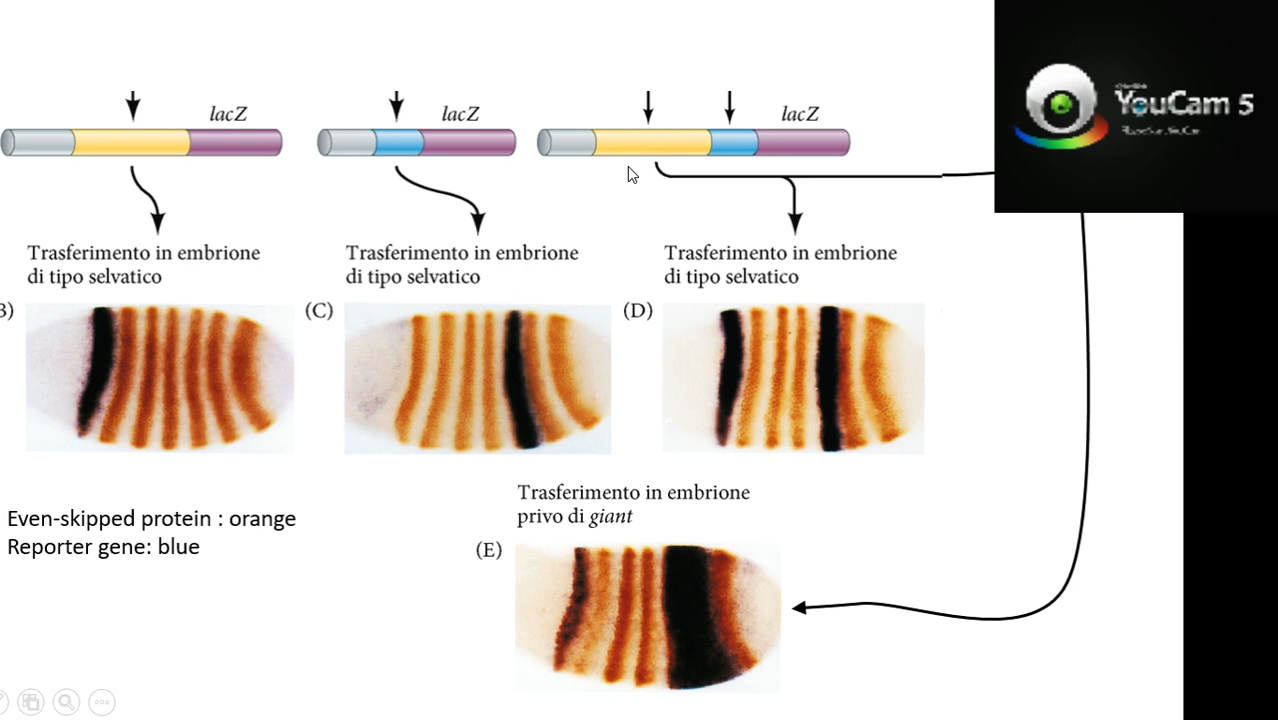 lacZ
lacZ
lacZ
YouCam 5
Trasferimento in embrione
di tipo selvatico
Trasferimento in embrione
di tipo selvatico
Trasferimento in embrione
di tipo selvatico
B)
(C)
(D)
Trasferimento in embrione
privo di giant
Even-skipped protein : orange
Reporter gene: blue
(E)